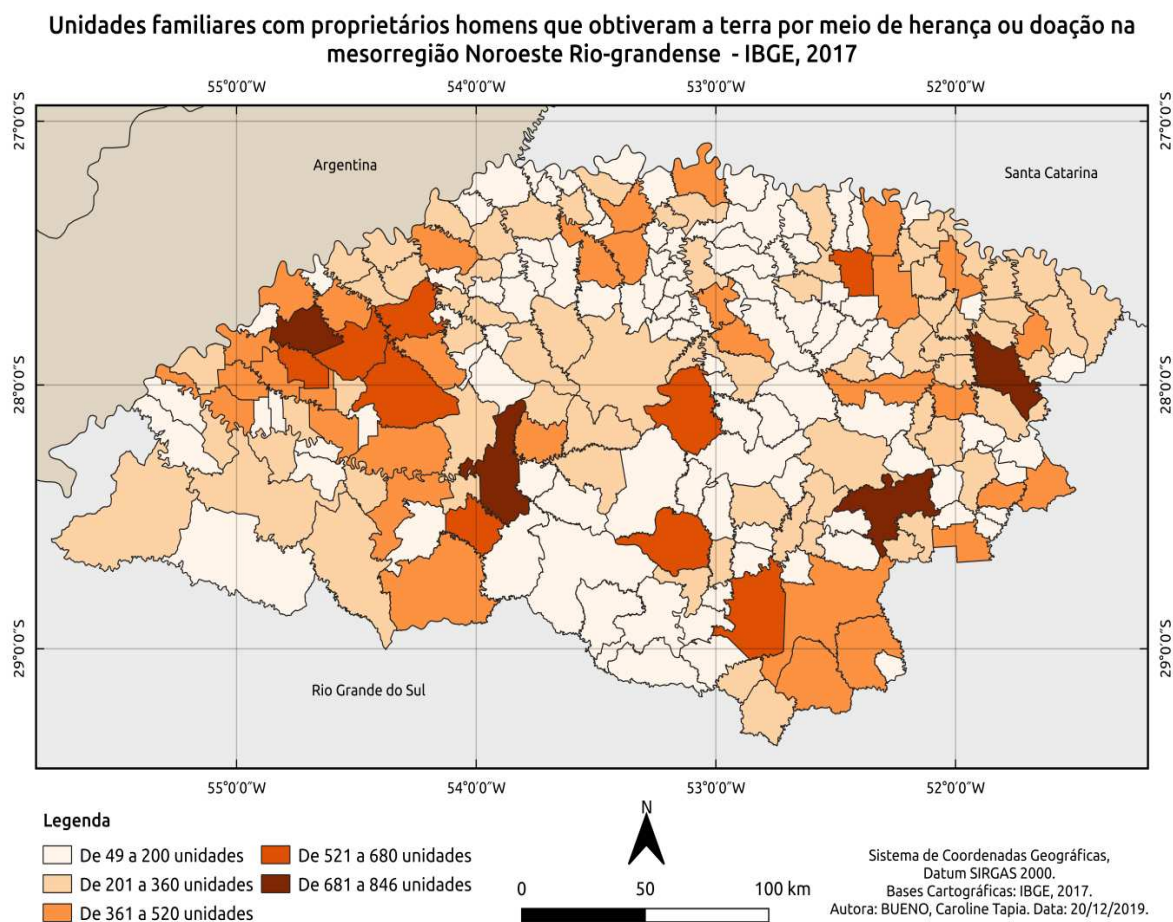 Unidades familiares com proprietários homens que obtiveram a terra por meio de herança ou doação na
mesorregião Noroeste Rio-grandense - IBGE, 2017
55°0'0"W 54°0'0"W 53°0'0"W 52°0'0"W
27°0'0"S 27°0'0"S
Argentina
Santa Catarina
28°0'0"S 28°0'0"S
29°0'0"S 29°0'0"S
Rio Grande do Sul
55°0'0"W 54°0'0"W 53°0'0"W 52°0'0"W
Legenda
De 49 a 200 unidades
De 201 a 360 unidades
De 361 a 520 unidades
De 521 a 680 unidades
De 681 a 846 unidades
N
0 50 100 km
Sistema de Coordenadas Geográficas,
Datum SIRGAS 2000.
Bases Cartográficas: IBGE, 2017.
Autora: BUENO, Caroline Tapia. Data: 20/12/2019.